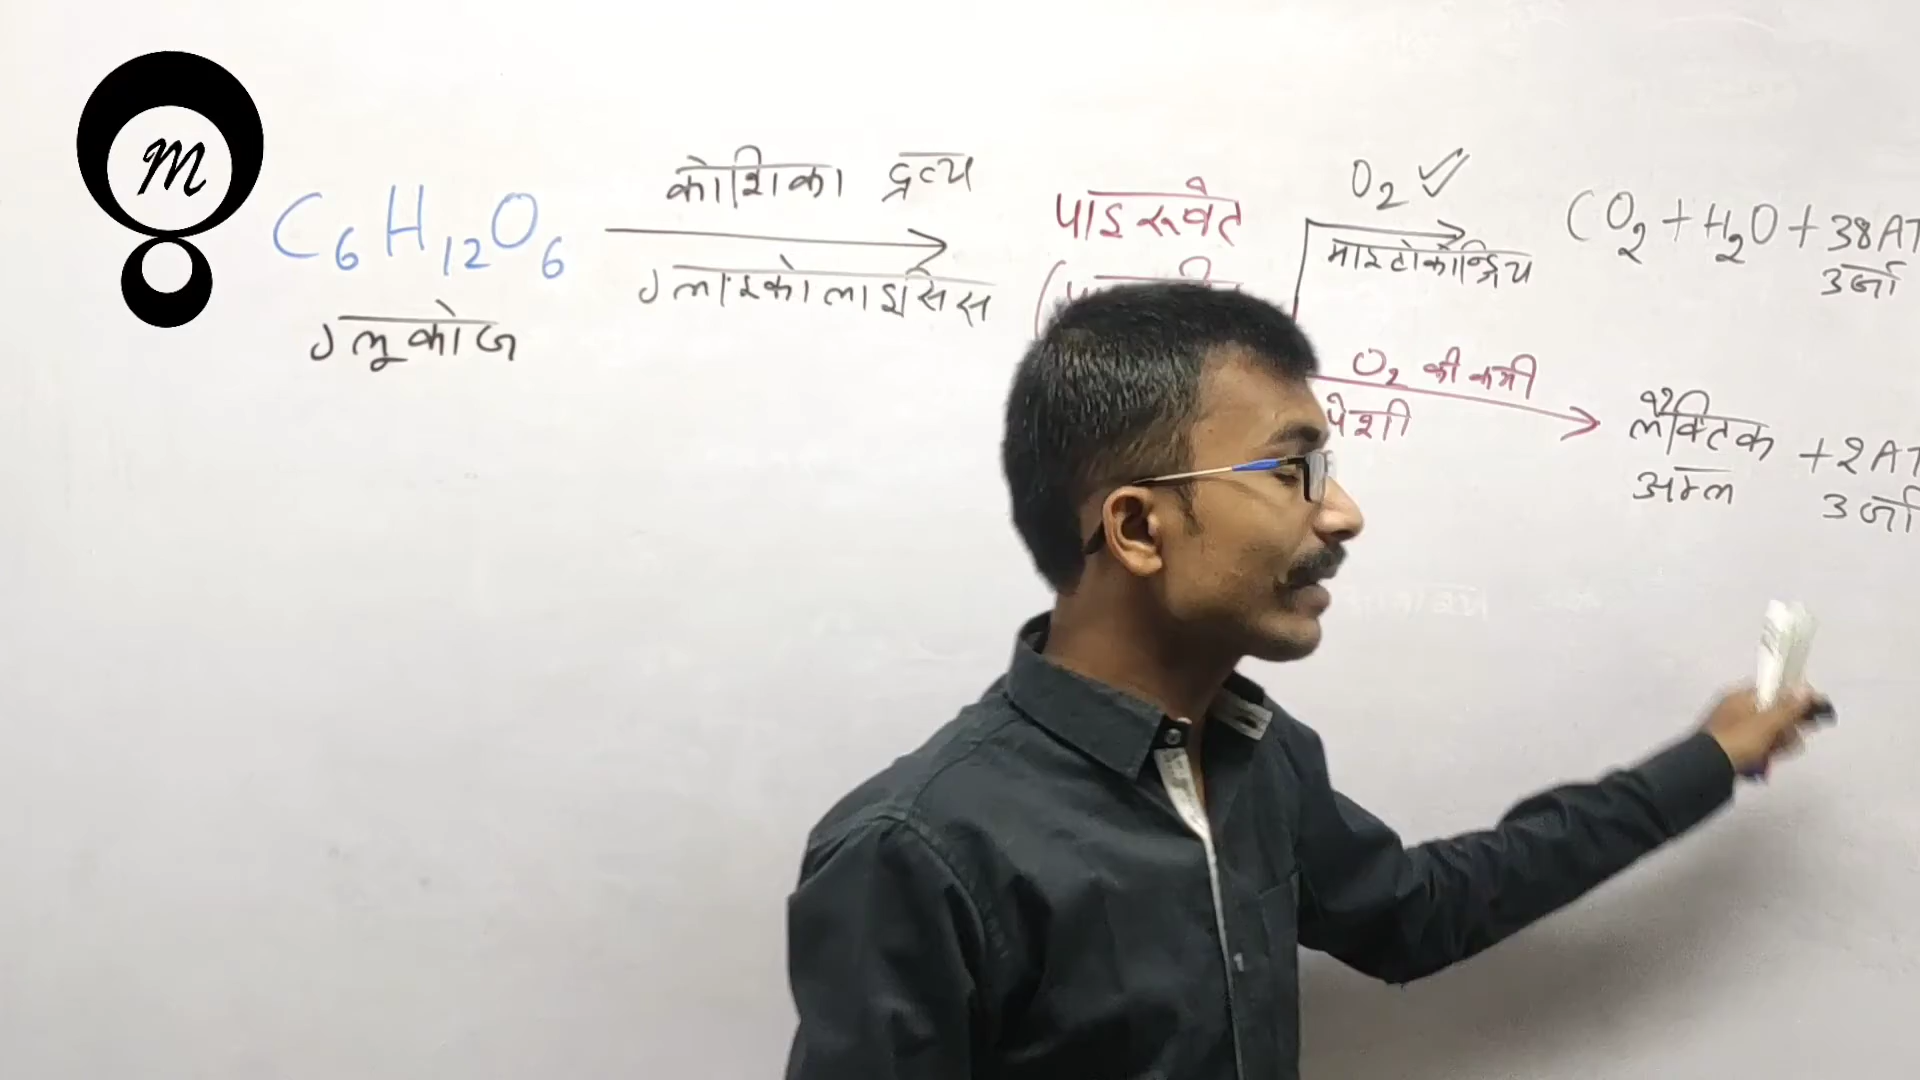 m
C6H12O6
ग्लूकोज
कोशिका द्रव्य
ग्लाइकोलाइसिस
पाइरूवेट
O2 ✓
माइटोकॉन्ड्रिया
CO2 + H2O + 38AT
ऊर्जा
O2 की कमी
पेशी
लैक्टिक
अम्ल
+ 2AT
ऊर्जा